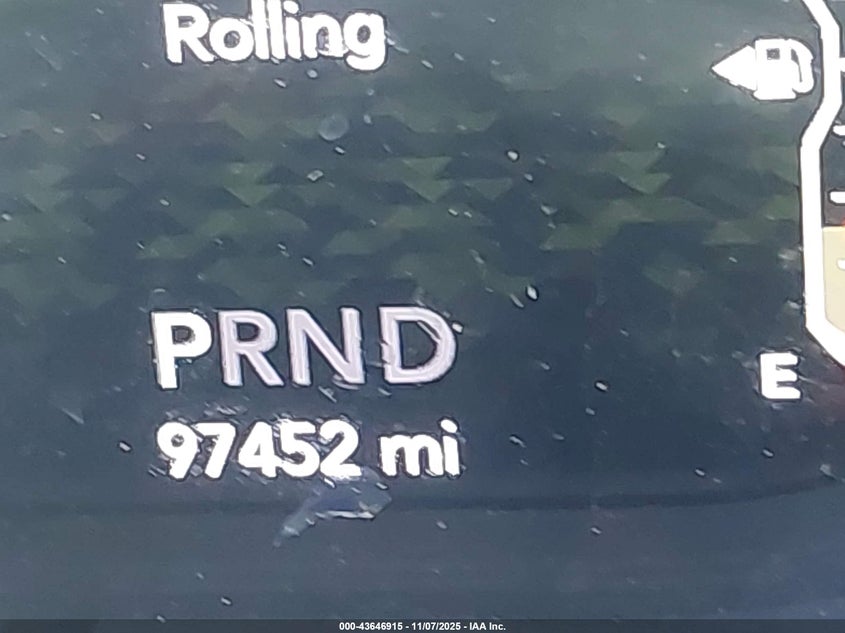 Rolling
PRND
E
97452 mi
000-43646915 - 11/07/2025 - IAA Inc.